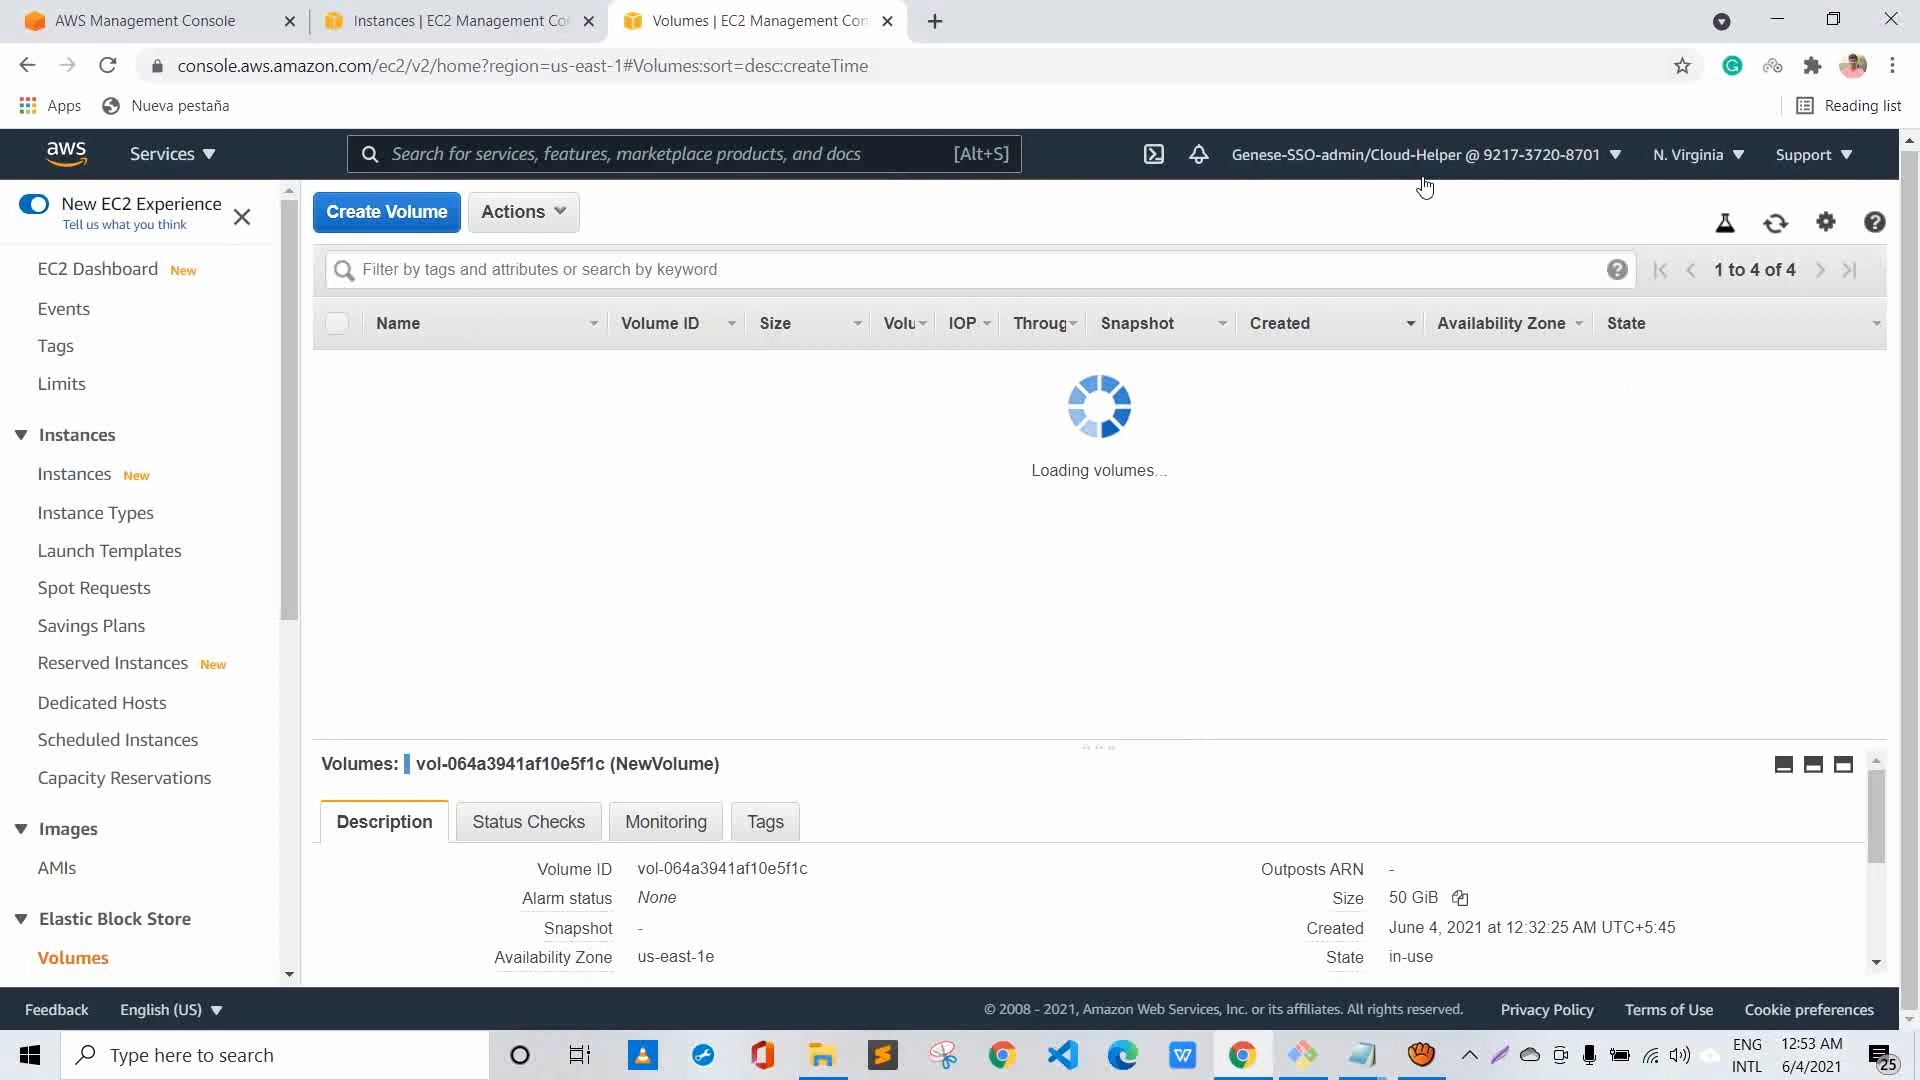 AWS Management Console
Instances | EC2 Management Co
Volumes | EC2 Management Con
console.aws.amazon.com/ec2/v2/home?region=us-east-1#Volumes:sort=desc:createTime
Apps
Nueva pestaña
Reading list
aws
Services
Search for services, features, marketplace products, and docs
[Alt+S]
Genese-SSO-admin/Cloud-Helper @ 9217-3720-8701
N. Virginia
Support
New EC2 Experience
Tell us what you think
EC2 Dashboard New
Events
Tags
Limits
Instances
Instances New
Instance Types
Launch Templates
Spot Requests
Savings Plans
Reserved Instances New
Dedicated Hosts
Scheduled Instances
Capacity Reservations
Images
AMIs
Elastic Block Store
Volumes
Create Volume
Actions
Filter by tags and attributes or search by keyword
1 to 4 of 4
Name
Volume ID
Size
Volu
IOP
Throug
Snapshot
Created
Availability Zone
State
Loading volumes...
Volumes: vol-064a3941af10e5f1c (NewVolume)
Description
Status Checks
Monitoring
Tags
Volume ID vol-064a3941af10e5f1c
Alarm status None
Snapshot -
Availability Zone us-east-1e
Outposts ARN -
Size 50 GiB
Created June 4, 2021 at 12:32:25 AM UTC+5:45
State in-use
Feedback
English (US)
© 2008 - 2021, Amazon Web Services, Inc. or its affiliates. All rights reserved.
Privacy Policy
Terms of Use
Cookie preferences
Type here to search
ENG
INTL
12:53 AM
6/4/2021
25